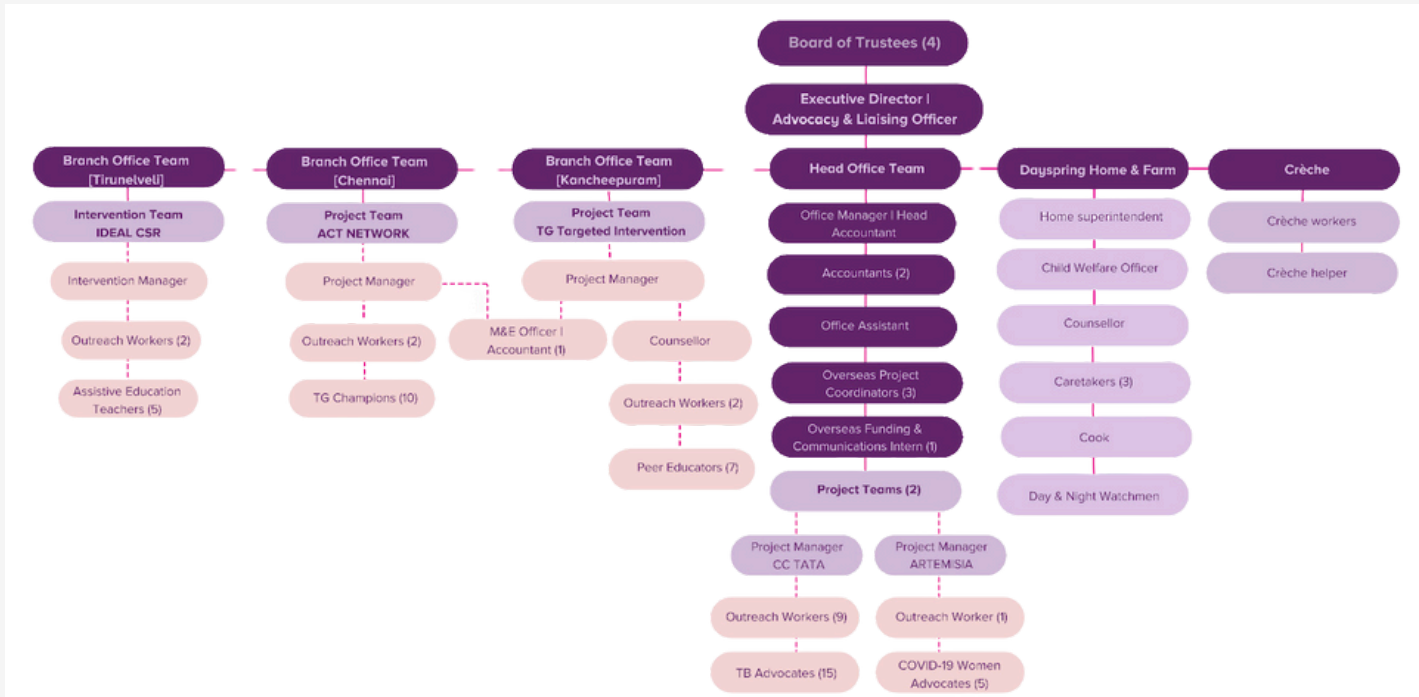 Board of Trustees (4)
Executive Director |
Advocacy & Liaising Officer
Branch Office Team
[Tirunelveli]
Intervention Team
IDEAL CSR
Intervention Manager
Outreach Workers (2)
Assistive Education
Teachers (5)
Branch Office Team
[Chennai]
Project Team
ACT NETWORK
Project Manager
Outreach Workers (2)
TG Champions (10)
M&E Officer |
Accountant (1)
Branch Office Team
[Kancheepuram]
Project Team
TG Targeted Intervention
Project Manager
Counsellor
Outreach Workers (2)
Peer Educators (7)
Head Office Team
Office Manager | Head
Accountant
Accountants (2)
Office Assistant
Overseas Project
Coordinators (3)
Overseas Funding &
Communications Intern (1)
Project Teams (2)
Project Manager
CC TATA
Outreach Workers (9)
TB Advocates (15)
Project Manager
ARTEMISIA
Outreach Worker (1)
COVID-19 Women
Advocates (5)
Dayspring Home & Farm
Home superintendent
Child Welfare Officer
Counsellor
Caretakers (3)
Cook
Day & Night Watchmen
Crèche
Crèche workers
Crèche helper